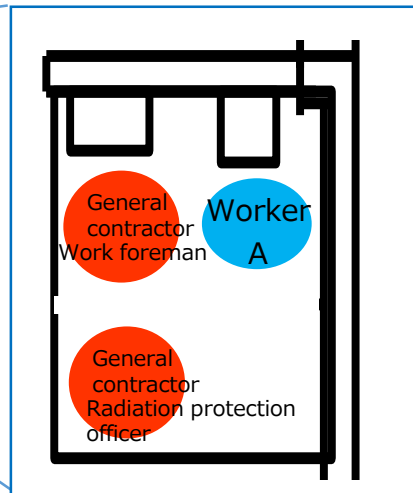 General
contractor
Work foreman
Worker
A
General
contractor
Radiation protection
officer